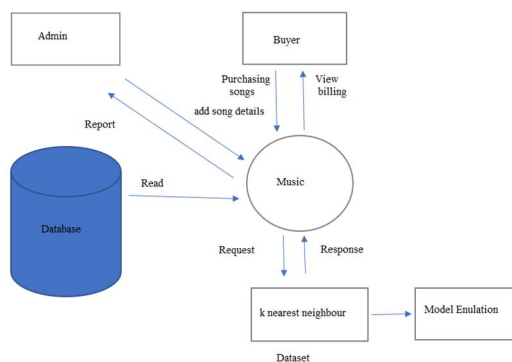 Admin
Buyer
Purchasing
songs
View
billing
add song details
Report
Music
Read
Database
Request
Response
k nearest neighbour
Model Enulation
Dataset